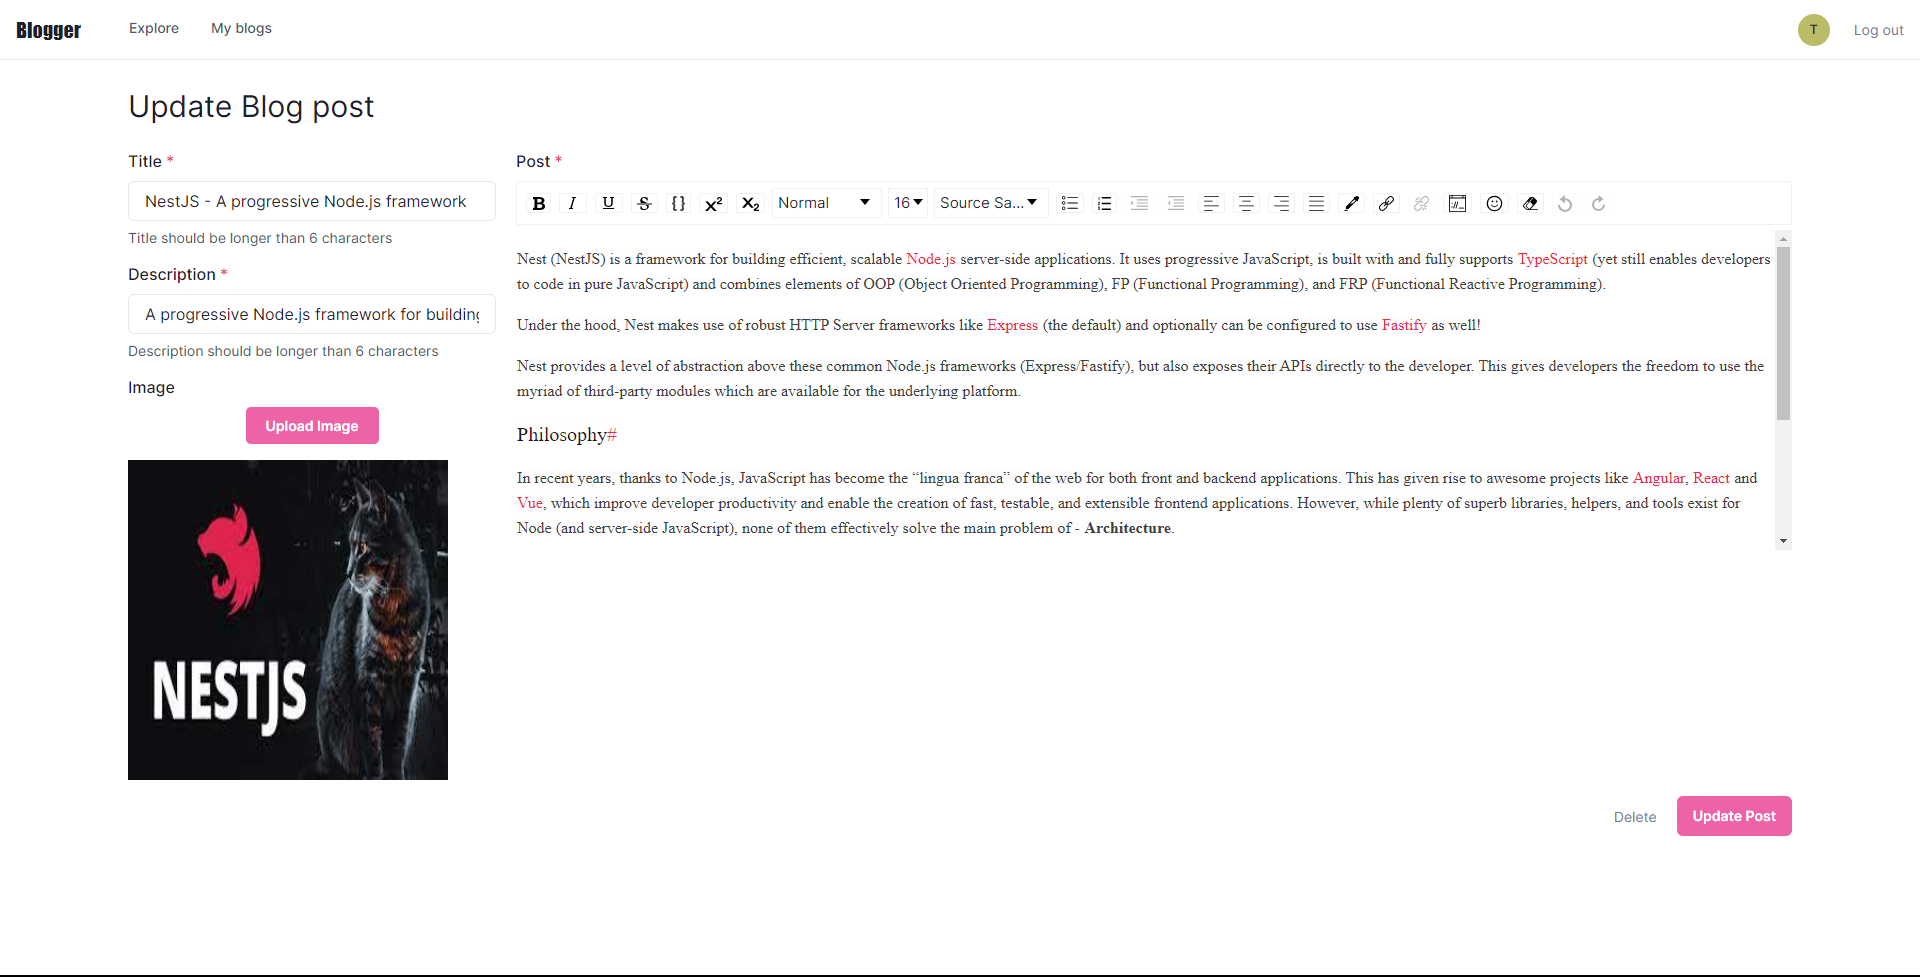 Blogger
Explore
My blogs
T
Log out
Update Blog post
Title *
NestJS - A progressive Node.js framework
Title should be longer than 6 characters
Description *
A progressive Node.js framework for building
Description should be longer than 6 characters
Image
Upload Image
NESTJS
Post *
B I U S {} X² X₂ Normal 16 Source Sa...
Nest (NestJS) is a framework for building efficient, scalable Node.js server-side applications. It uses progressive JavaScript, is built with and fully supports TypeScript (yet still enables developers
to code in pure JavaScript) and combines elements of OOP (Object Oriented Programming), FP (Functional Programming), and FRP (Functional Reactive Programming).
Under the hood, Nest makes use of robust HTTP Server frameworks like Express (the default) and optionally can be configured to use Fastify as well!
Nest provides a level of abstraction above these common Node.js frameworks (Express/Fastify), but also exposes their APIs directly to the developer. This gives developers the freedom to use the
myriad of third-party modules which are available for the underlying platform.
Philosophy#
In recent years, thanks to Node.js, JavaScript has become the “lingua franca” of the web for both front and backend applications. This has given rise to awesome projects like Angular, React and
Vue, which improve developer productivity and enable the creation of fast, testable, and extensible frontend applications. However, while plenty of superb libraries, helpers, and tools exist for
Node (and server-side JavaScript), none of them effectively solve the main problem of - Architecture.
Delete
Update Post